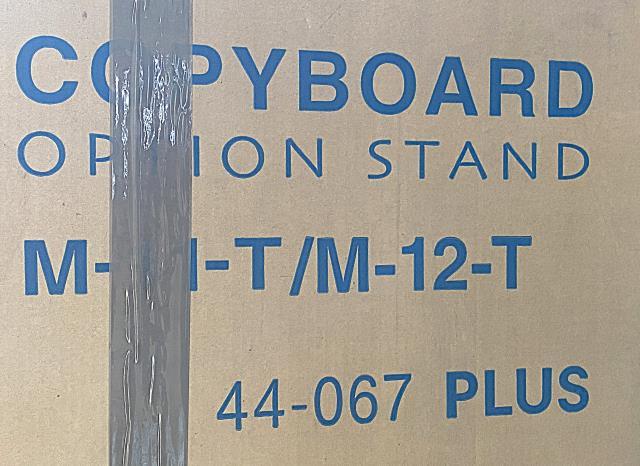 COPYBOARD
OPTION STAND
M-12-T
44-067 PLUS